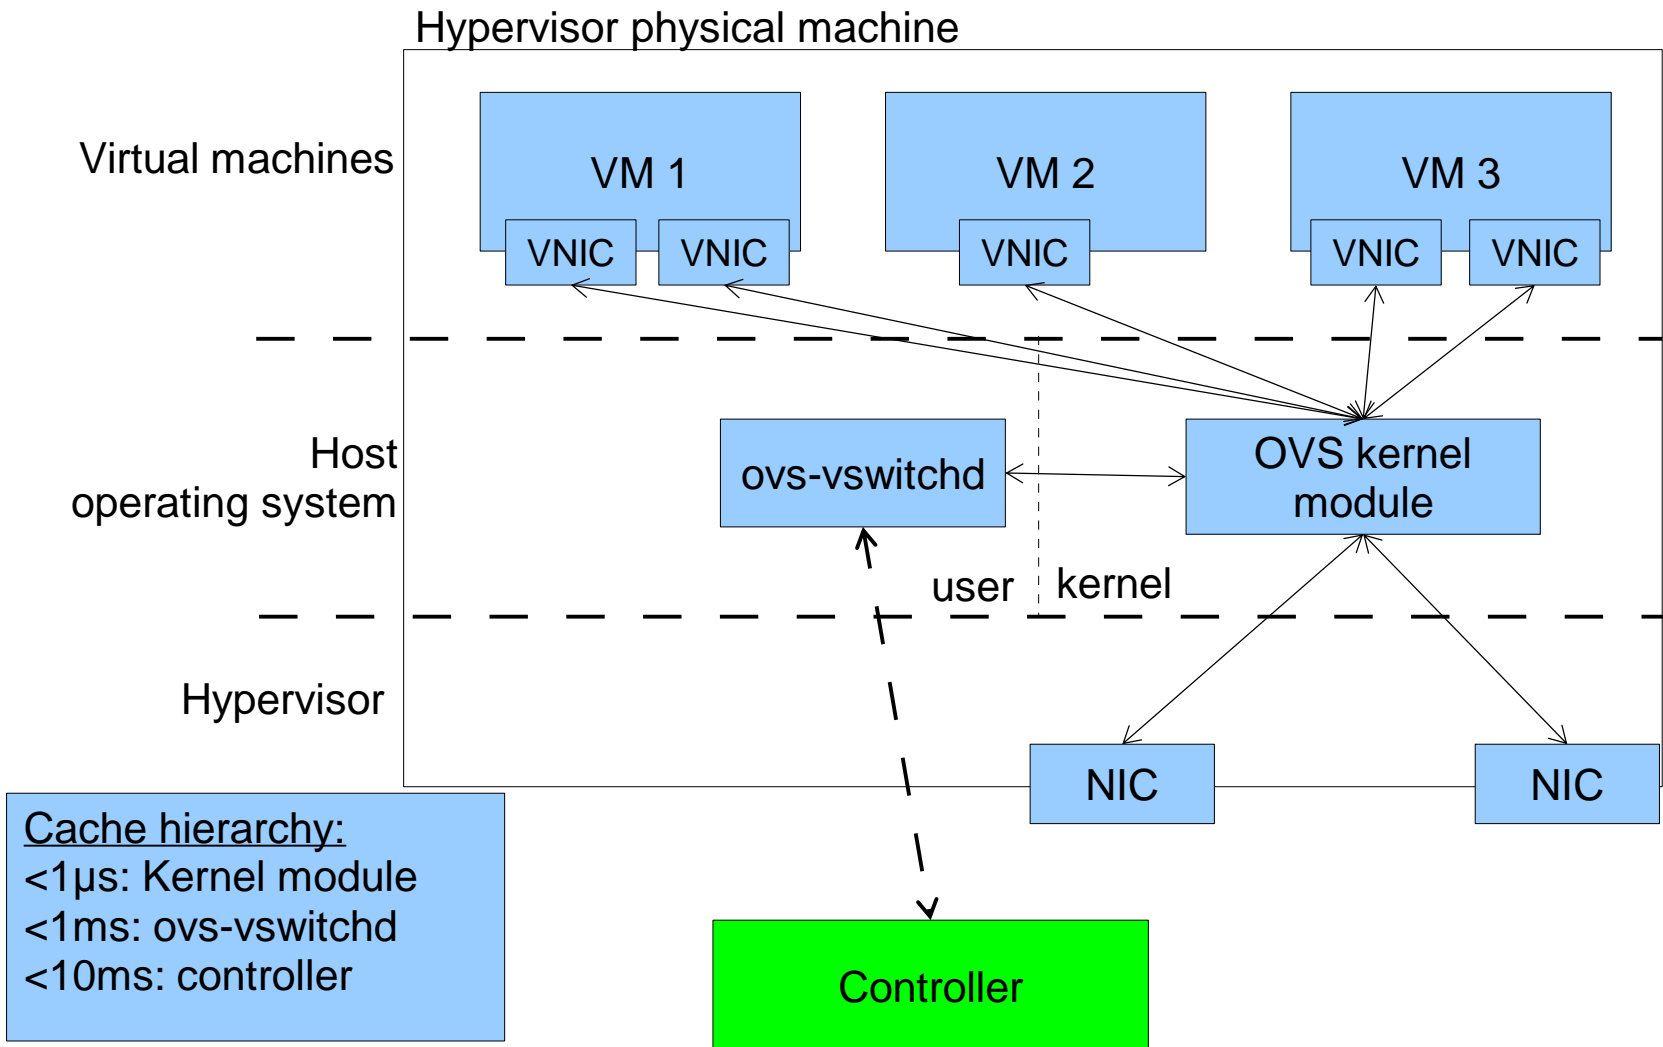 Hypervisor physical machine
Virtual machines
VM 1
VM 2
VM 3
VNIC
VNIC
VNIC
VNIC
VNIC
Host
operating system
ovs-vswitchd
OVS kernel
module
user
kernel
Hypervisor
NIC
NIC
Cache hierarchy:
<1µs: Kernel module
<1ms: ovs-vswitchd
<10ms: controller
Controller